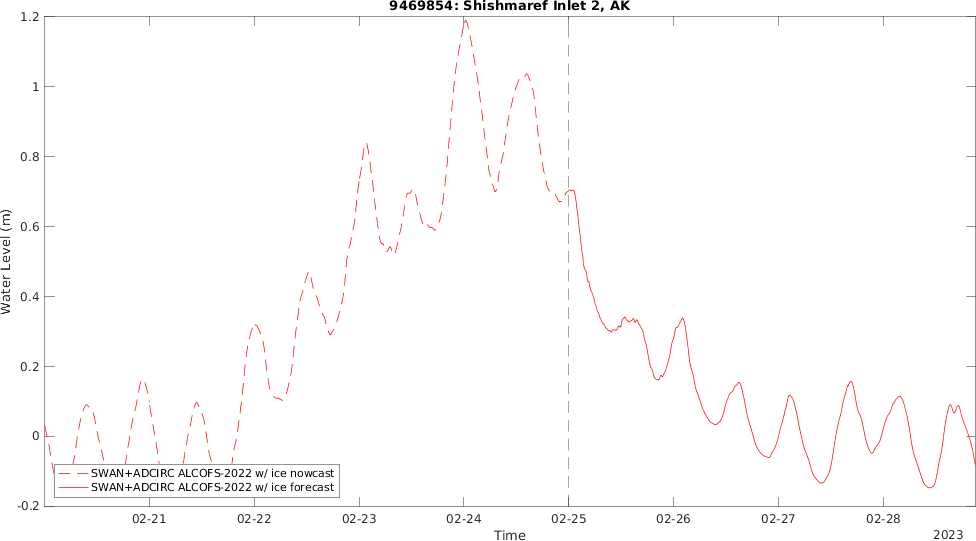 9469854: Shishmaref Inlet 2, AK
1.2
1
0.8
0.6
0.4
0.2
0
-0.2
Water Level (m)
SWAN+ADCIRC ALCOFS-2022 w/ ice nowcast
SWAN+ADCIRC ALCOFS-2022 w/ ice forecast
02-21 02-22 02-23 02-24 02-25 02-26 02-27 02-28
Time
2023